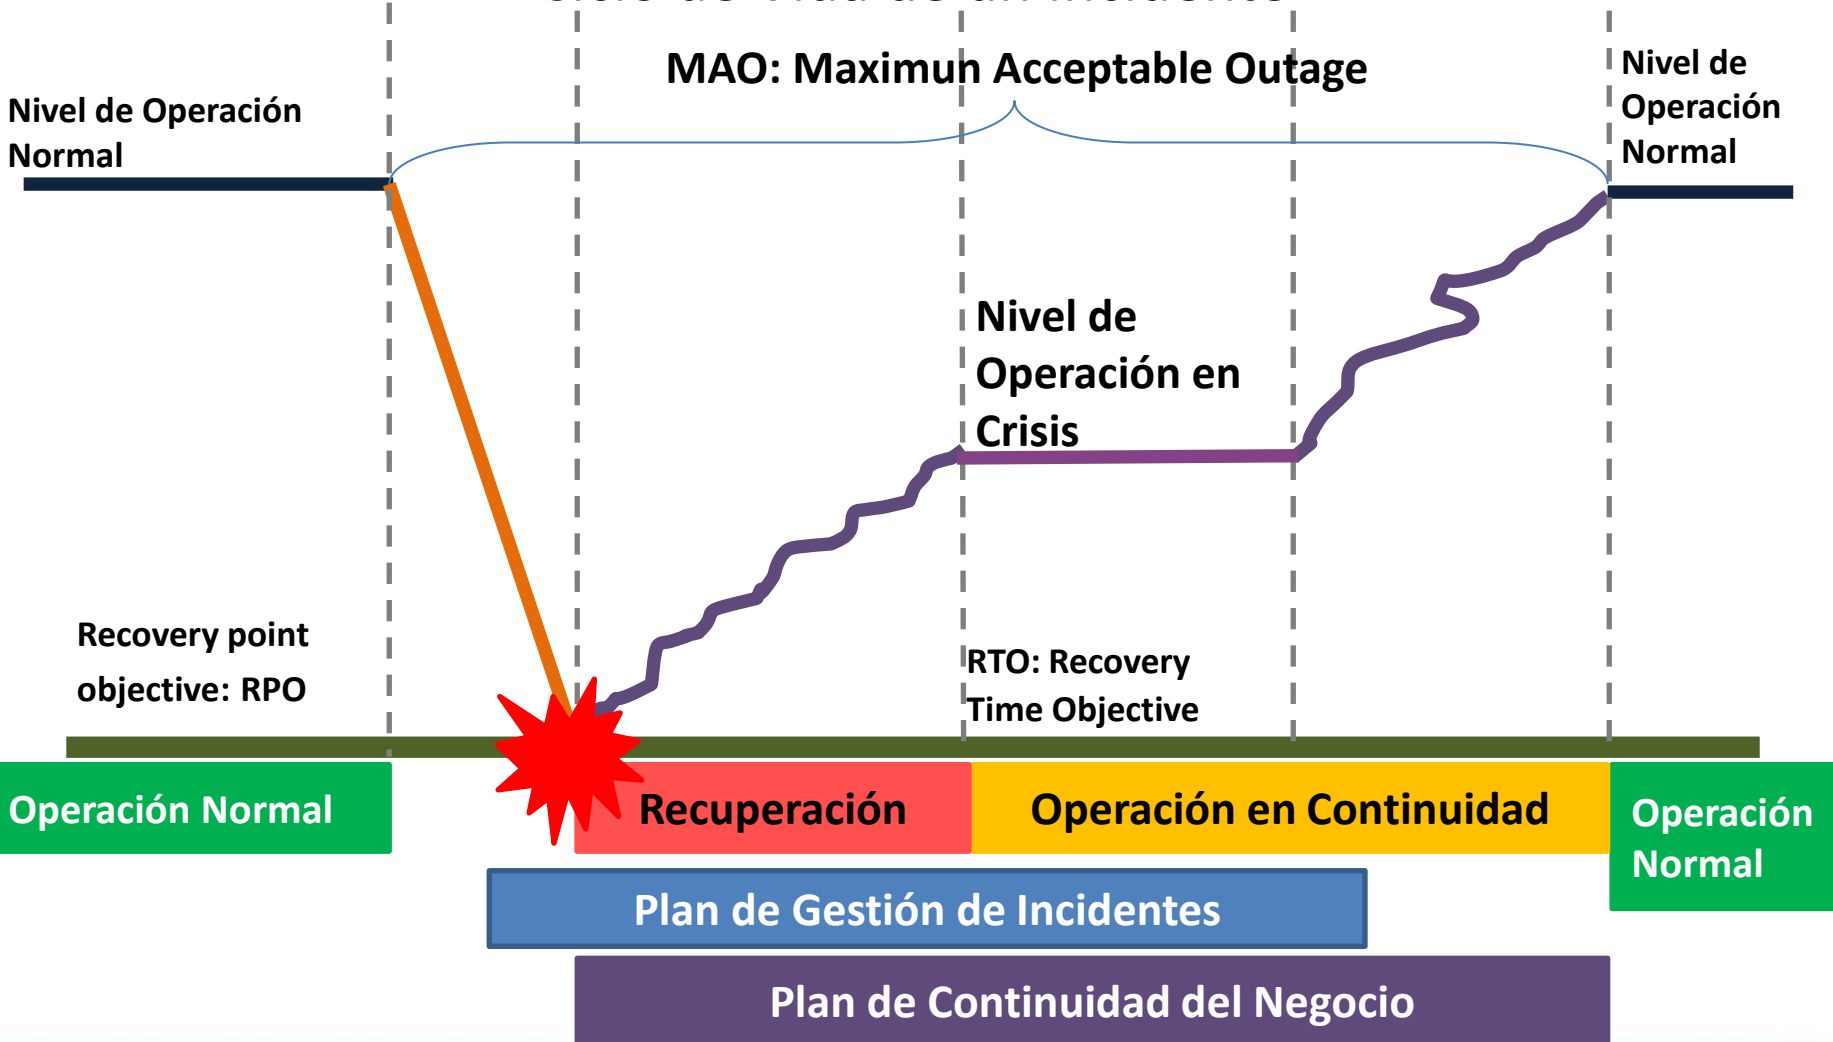 MAO: Maximun Acceptable Outage
Nivel de
Operación
Normal
Nivel de Operación
Normal
Nivel de
Operación en
Crisis
Recovery point
objective: RPO
RTO: Recovery
Time Objective
Operación Normal
Recuperación
Operación en Continuidad
Operación
Normal
Plan de Gestión de Incidentes
Plan de Continuidad del Negocio